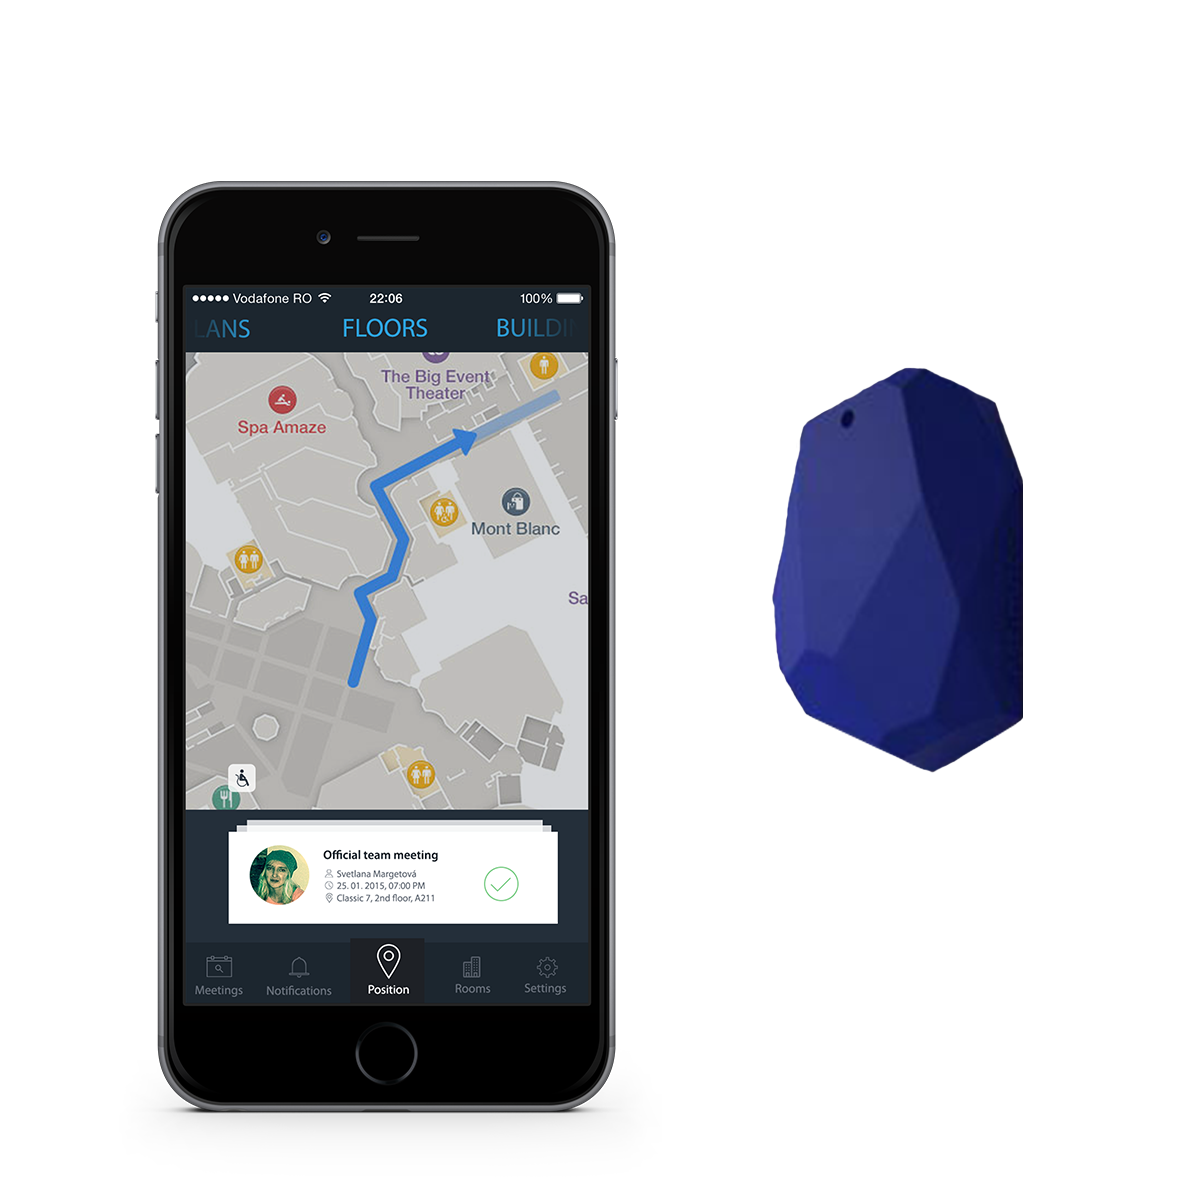 Vodafone RO 22:06 100%
LANS FLOORS BUILDIN
The Big Event
Theater
Spa Amaze
Mont Blanc
Sa
Official team meeting
Svetlana Margetová
25. 01. 2015, 07:00 PM
Classic 7, 2nd floor, A211
Meetings Notifications Position Rooms Settings